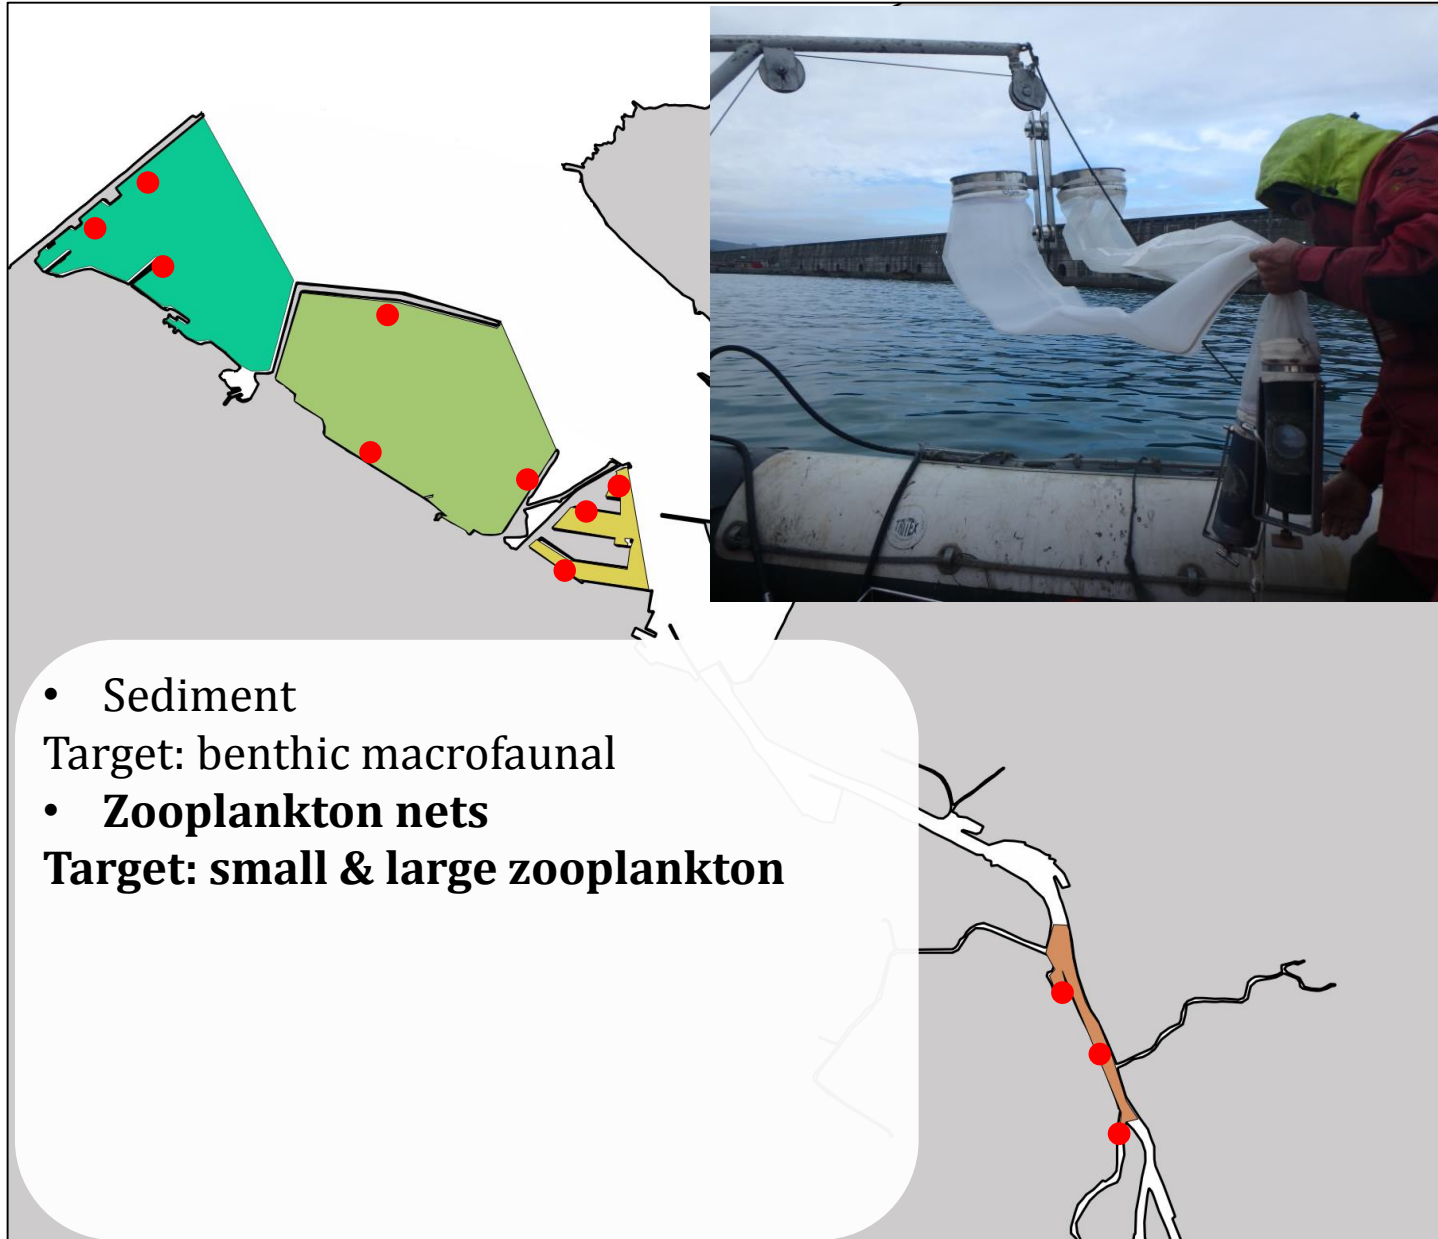 • Sediment
Target: benthic macrofaunal
• Zooplankton nets
Target: small & large zooplankton